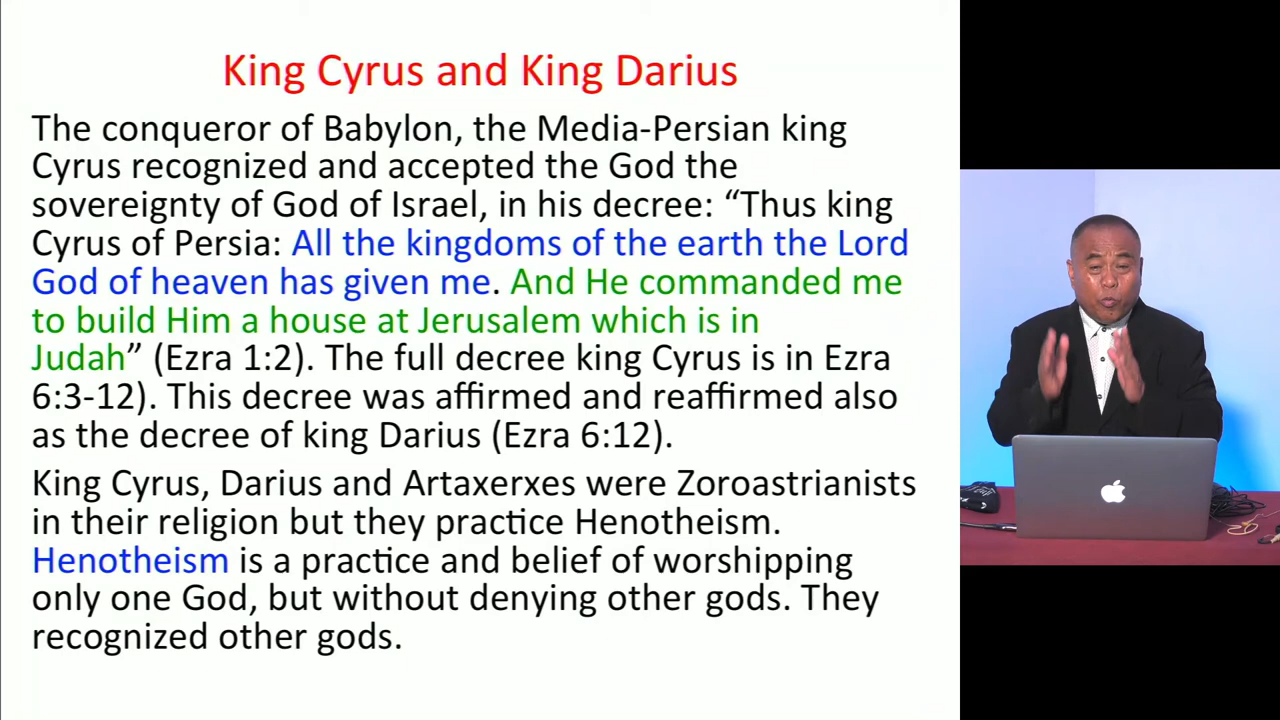 King Cyrus and King Darius
The conqueror of Babylon, the Media-Persian king
Cyrus recognized and accepted the God the
sovereignty of God of Israel, in his decree: “Thus king
Cyrus of Persia: All the kingdoms of the earth the Lord
God of heaven has given me. And He commanded me
to build Him a house at Jerusalem which is in
Judah” (Ezra 1:2). The full decree king Cyrus is in Ezra
6:3-12). This decree was affirmed and reaffirmed also
as the decree of king Darius (Ezra 6:12).
King Cyrus, Darius and Artaxerxes were Zoroastrianists
in their religion but they practice Henotheism.
Henotheism is a practice and belief of worshipping
only one God, but without denying other gods. They
recognized other gods.